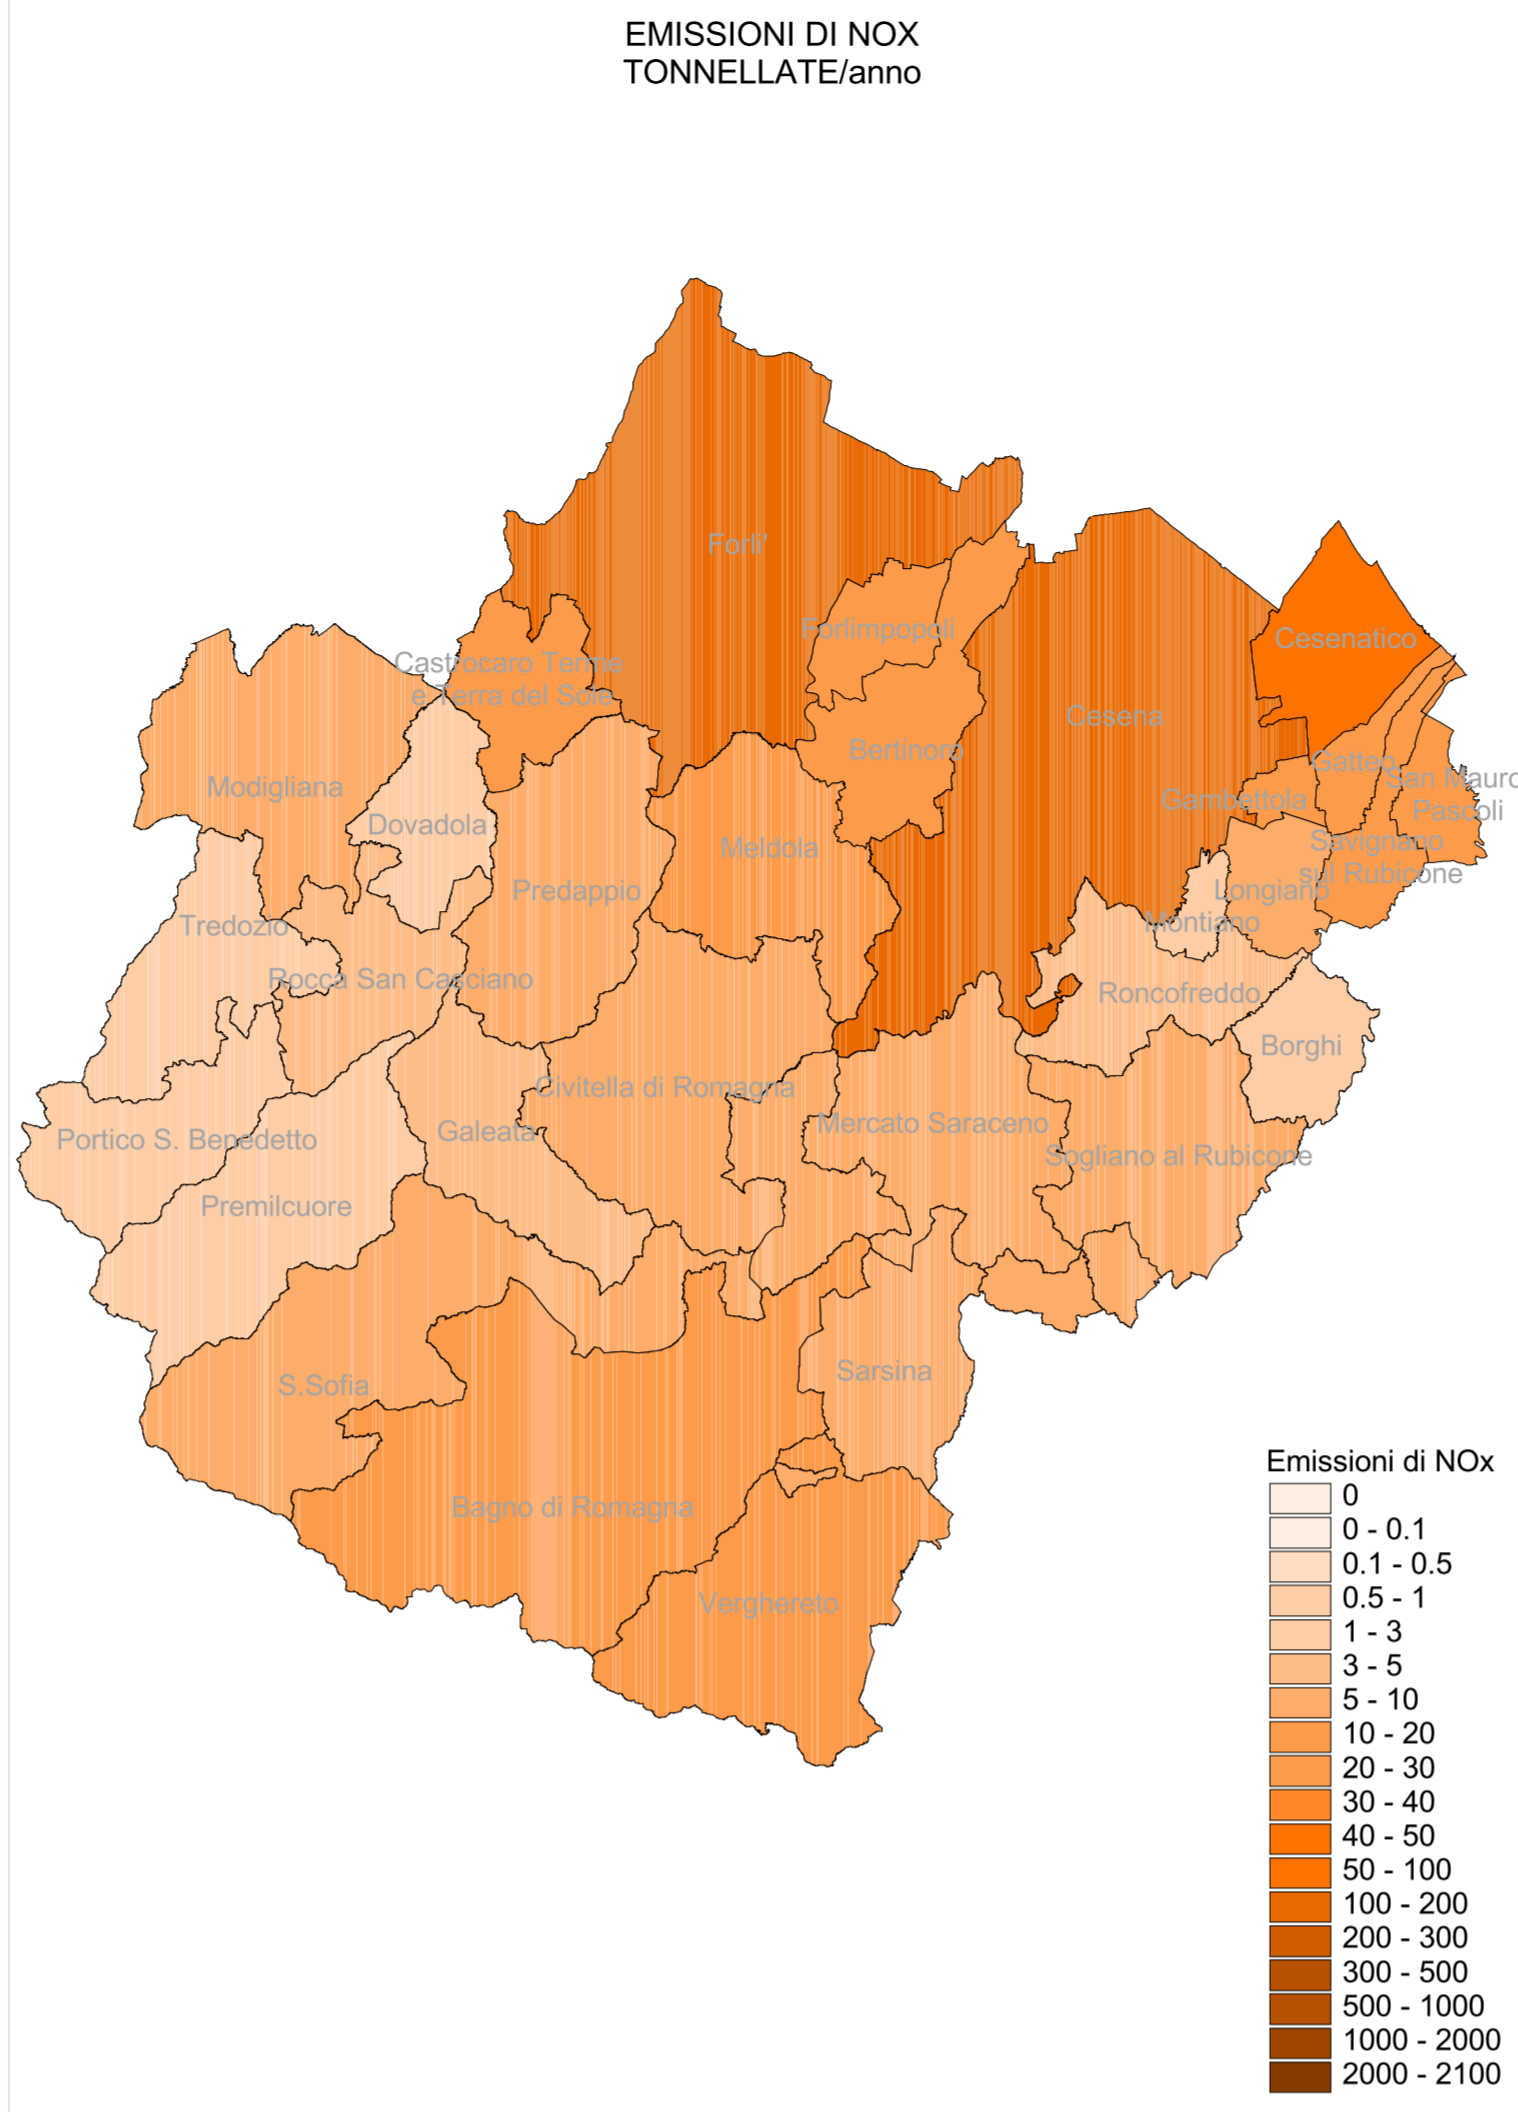 EMISSIONI DI NOX
TONNELLATE/anno
Forli'
Forlimpopoli
Cesenatico
Castrocaro Terme
e Terra del Sole
Cesena
Bertinoro
Gatteo
San Mauro
Pascoli
Modigliana
Gambettola
Dovadola
Meldola
Savignano
sul Rubicone
Predappio
Longiano
Tredozio
Montiano
Rocca San Casciano
Roncofreddo
Borghi
Civitella di Romagna
Portico S. Benedetto
Galeata
Mercato Saraceno
Sogliano al Rubicone
Premilcuore
S.Sofia
Sarsina
Bagno di Romagna
Verghereto
Emissioni di NOx
0
0 - 0.1
0.1 - 0.5
0.5 - 1
1 - 3
3 - 5
5 - 10
10 - 20
20 - 30
30 - 40
40 - 50
50 - 100
100 - 200
200 - 300
300 - 500
500 - 1000
1000 - 2000
2000 - 2100